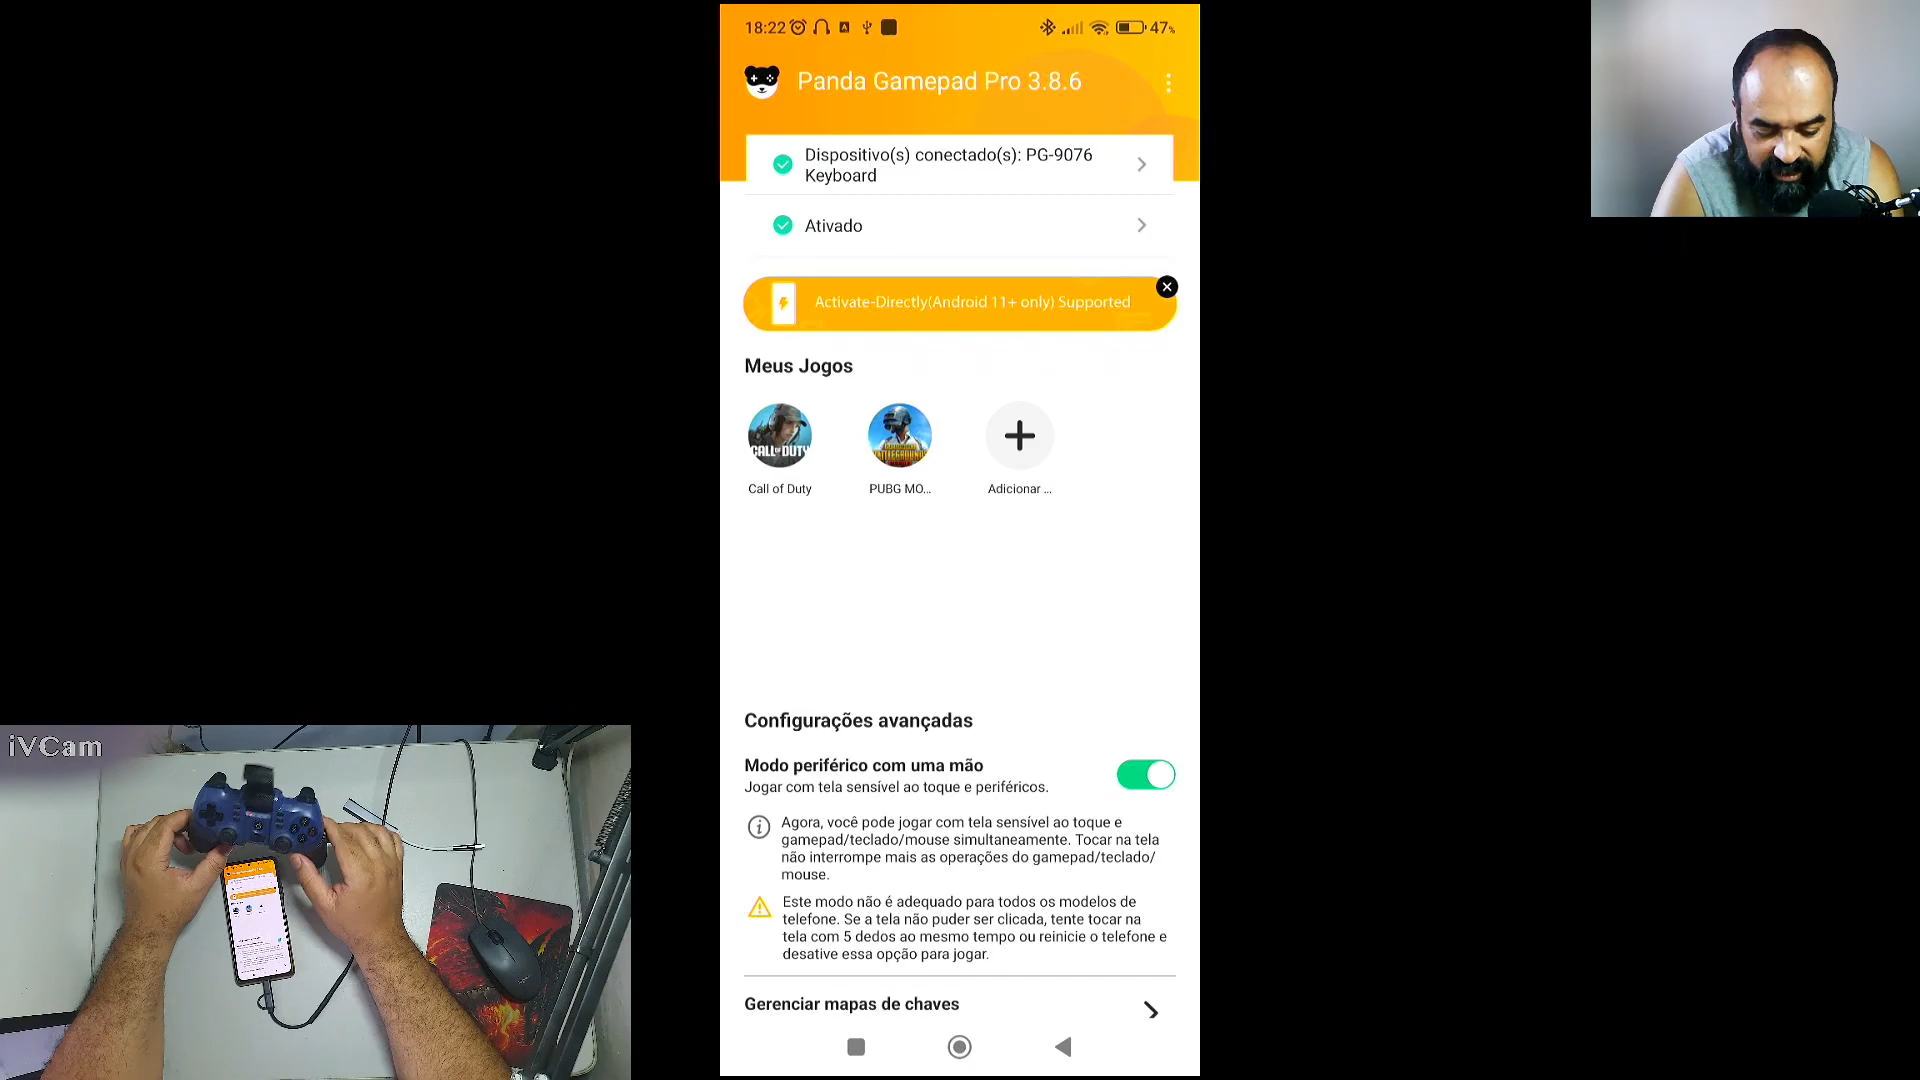 18:22
47%
Panda Gamepad Pro 3.8.6
Dispositivo(s) conectado(s): PG-9076
Keyboard
Ativado
Activate-Directly(Android 11+ only) Supported
Meus Jogos
CALL OF DUTY
BATTLEGROUNDS
Call of Duty
PUBG MO...
Adicionar ...
Configurações avançadas
Modo periférico com uma mão
Jogar com tela sensível ao toque e periféricos.
Agora, você pode jogar com tela sensível ao toque e
gamepad/teclado/mouse simultaneamente. Tocar na tela
não interrompe mais as operações do gamepad/teclado/
mouse.
Este modo não é adequado para todos os modelos de
telefone. Se a tela não puder ser clicada, tente tocar na
tela com 5 dedos ao mesmo tempo ou reinicie o telefone e
desative essa opção para jogar.
Gerenciar mapas de chaves
iVCam